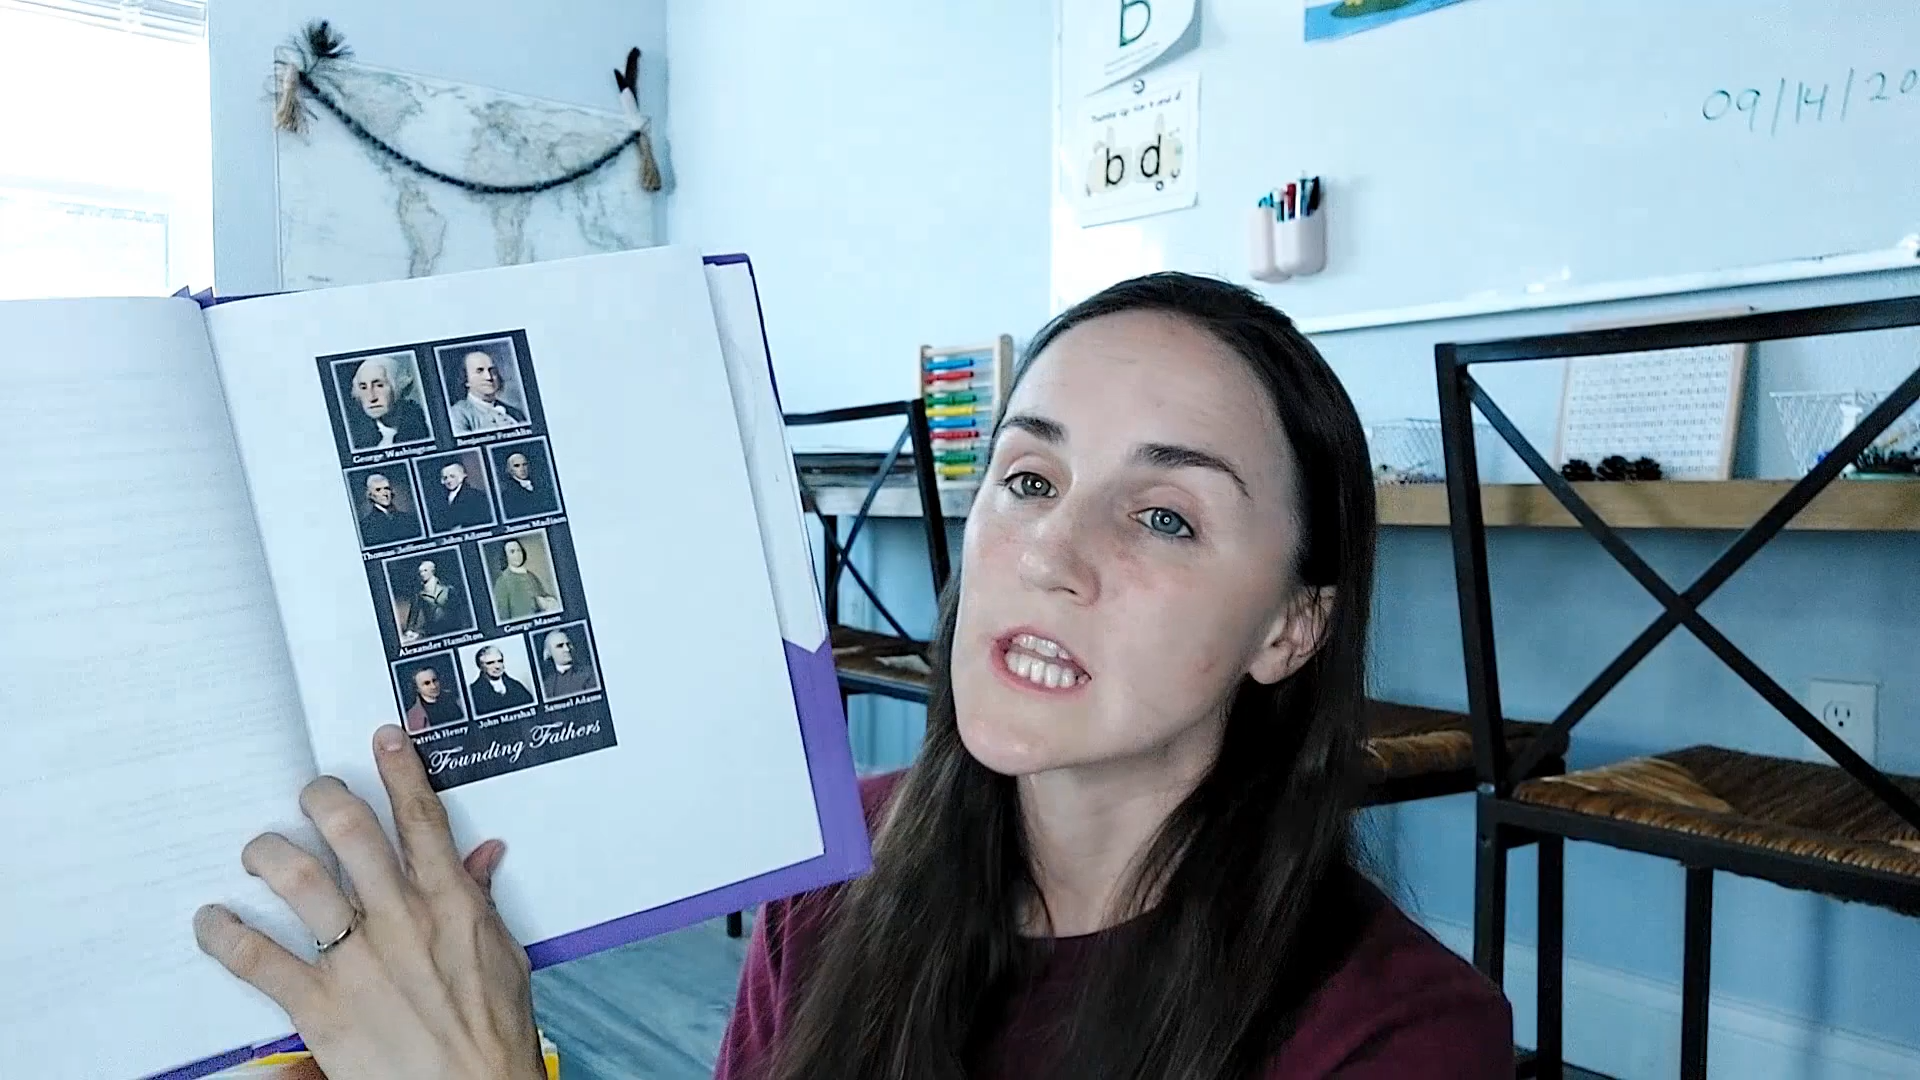 George Washington
Benjamin Franklin
Thomas Jefferson
John Adams
James Madison
Alexander Hamilton
George Mason
Patrick Henry
John Marshall
Samuel Adams
Founding Fathers
b
b d
09/14/20